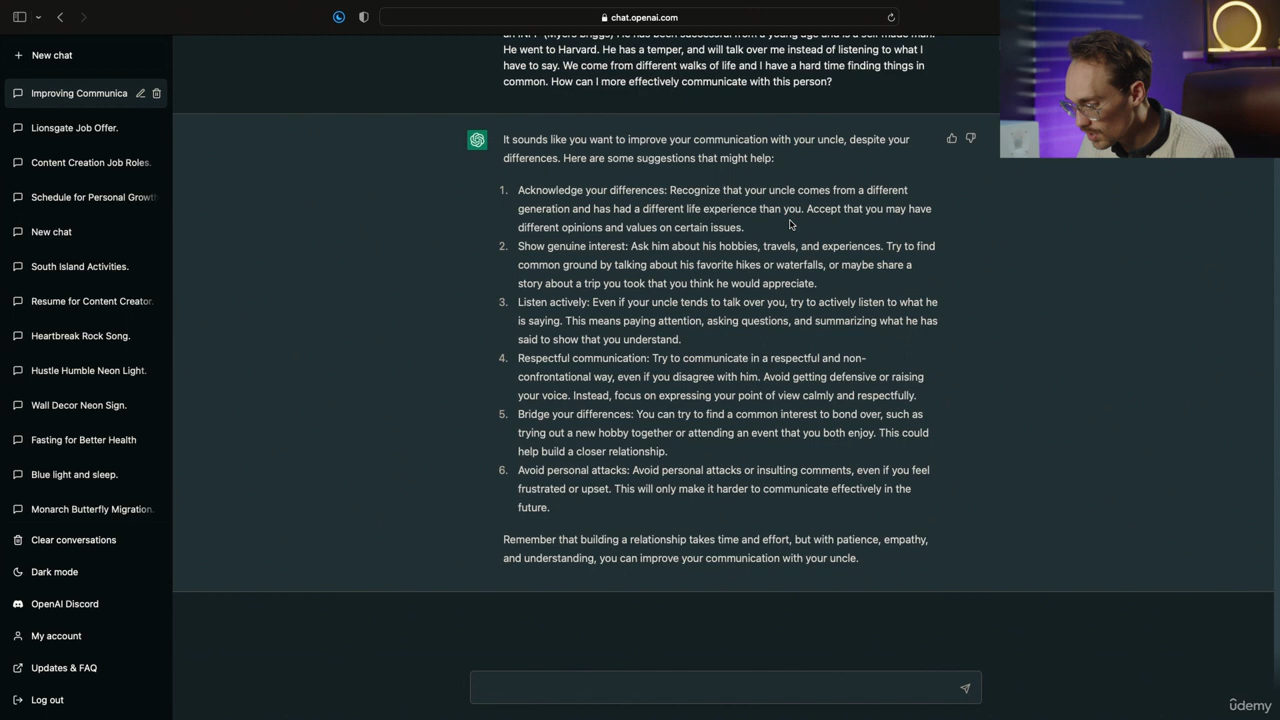 chat.openai.com
New chat
Improving Communica
Lionsgate Job Offer.
Content Creation Job Roles.
Schedule for Personal Growt
New chat
South Island Activities.
Resume for Content Creator.
Heartbreak Rock Song.
Hustle Humble Neon Light.
Wall Decor Neon Sign.
Fasting for Better Health
Blue light and sleep.
Monarch Butterfly Migration.
Clear conversations
Dark mode
OpenAI Discord
My account
Updates & FAQ
Log out
(Myers Briggs) He has been successful from a young age and is a self made man.
He went to Harvard. He has a temper, and will talk over me instead of listening to what I
have to say. We come from different walks of life and I have a hard time finding things in
common. How can I more effectively communicate with this person?
It sounds like you want to improve your communication with your uncle, despite your
differences. Here are some suggestions that might help:
1. Acknowledge your differences: Recognize that your uncle comes from a different
generation and has had a different life experience than you. Accept that you may have
different opinions and values on certain issues.
2. Show genuine interest: Ask him about his hobbies, travels, and experiences. Try to find
common ground by talking about his favorite hikes or waterfalls, or maybe share a
story about a trip you took that you think he would appreciate.
3. Listen actively: Even if your uncle tends to talk over you, try to actively listen to what he
is saying. This means paying attention, asking questions, and summarizing what he has
said to show that you understand.
4. Respectful communication: Try to communicate in a respectful and non-
confrontational way, even if you disagree with him. Avoid getting defensive or raising
your voice. Instead, focus on expressing your point of view calmly and respectfully.
5. Bridge your differences: You can try to find a common interest to bond over, such as
trying out a new hobby together or attending an event that you both enjoy. This could
help build a closer relationship.
6. Avoid personal attacks: Avoid personal attacks or insulting comments, even if you feel
frustrated or upset. This will only make it harder to communicate effectively in the
future.
Remember that building a relationship takes time and effort, but with patience, empathy,
and understanding, you can improve your communication with your uncle.
ûdemy